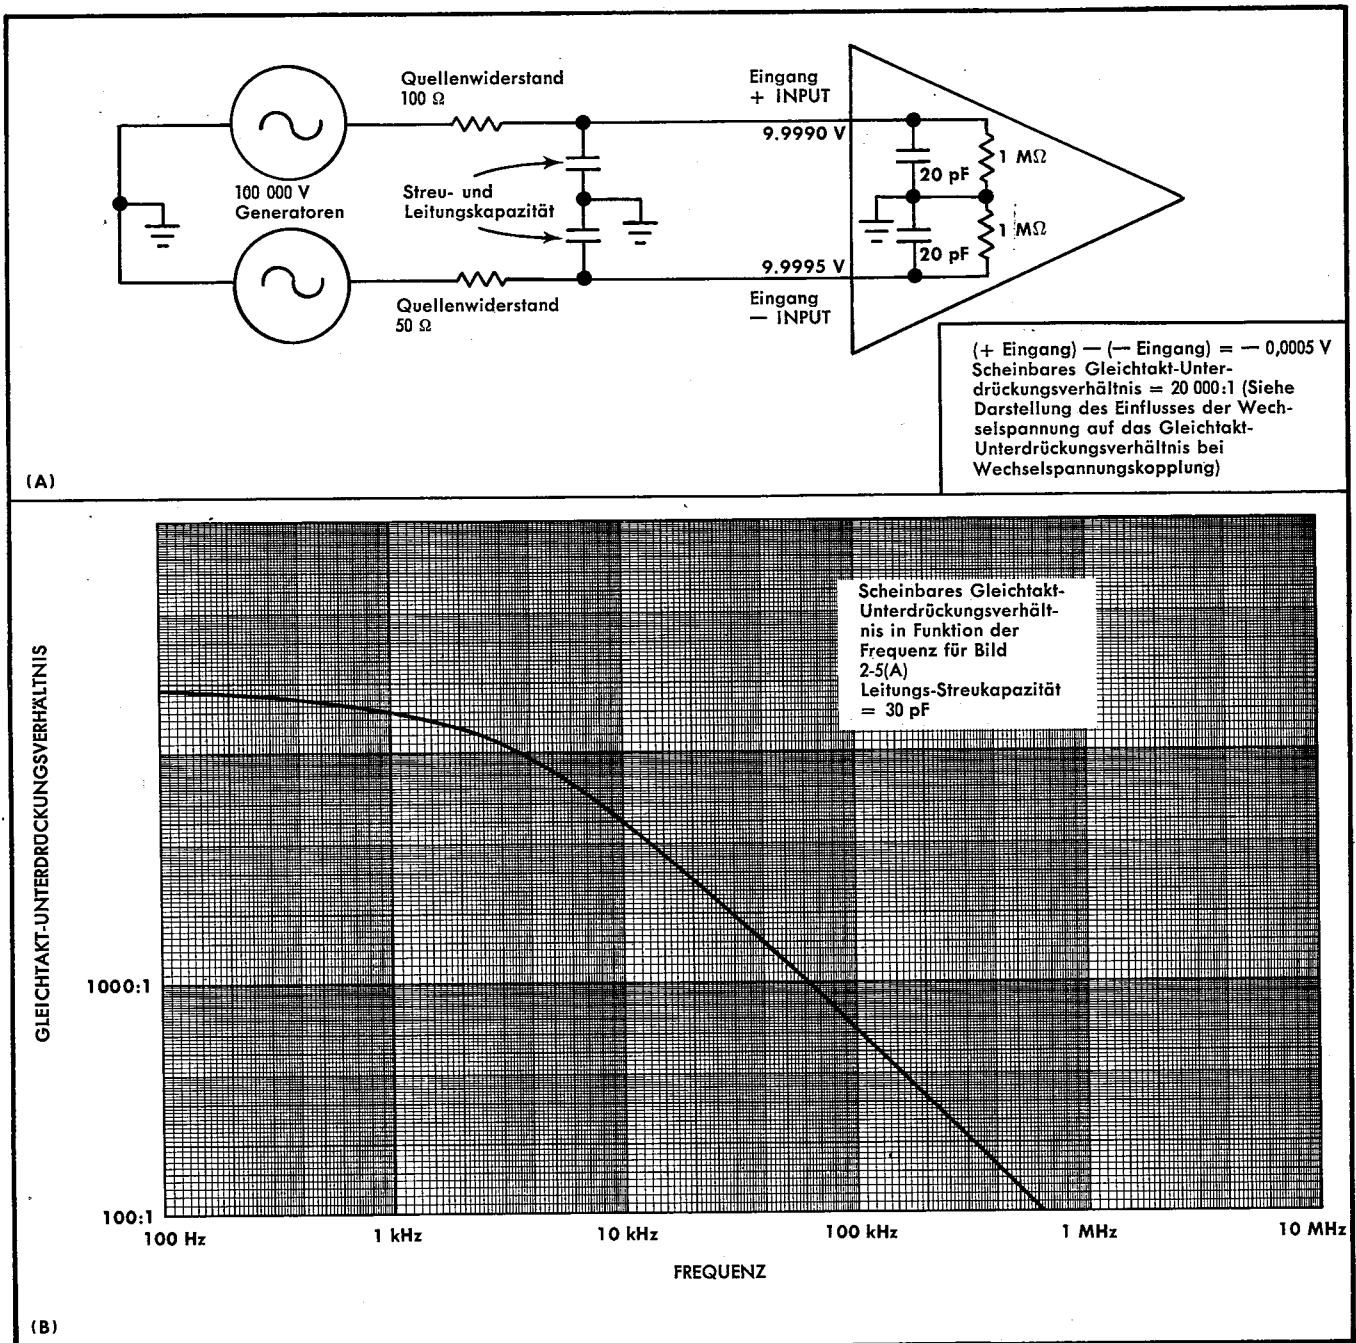 Quellenwiderstand
100 Ω
Eingang
+ INPUT
9.9990 V
1 MΩ
20 pF
100 000 V
Generatoren
Streu- und
Leitungskapazität
1 MΩ
20 pF
9.9995 V
Quellenwiderstand
50 Ω
Eingang
— INPUT
(+ Eingang) — (— Eingang) = — 0,0005 V
Scheinbares Gleichtakt-Unter-
drückungsverhältnis = 20 000:1 (Siehe
Darstellung des Einflusses der Wech-
selspannung auf das Gleichtakt-
Unterdrückungsverhältnis bei
Wechselspannungskopplung)
(A)
Scheinbares Gleichtakt-
Unterdrückungsverhält-
nis in Funktion der
Frequenz für Bild
2-5(A)
Leitungs-Streukapazität
= 30 pF
GLEICHTAKT-UNTERDRÜCKUNGSVERHÄLTNIS
1000:1
100:1
100 Hz
1 kHz
10 kHz
100 kHz
1 MHz
10 MHz
FREQUENZ
(B)